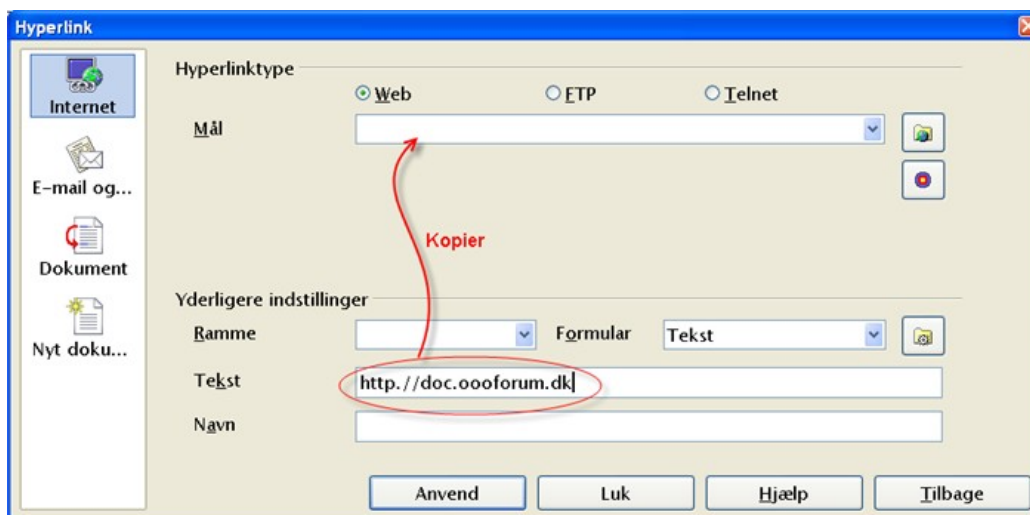 Hyperlink
Internet
E-mail og...
Dokument
Nyt doku...
Hyperlinktype
Web FTP Telnet
Mål
Kopier
Yderligere indstillinger
Ramme Formular Tekst
Tekst http.//doc.oooforum.dk
Navn
Anvend Luk Hjælp Tilbage